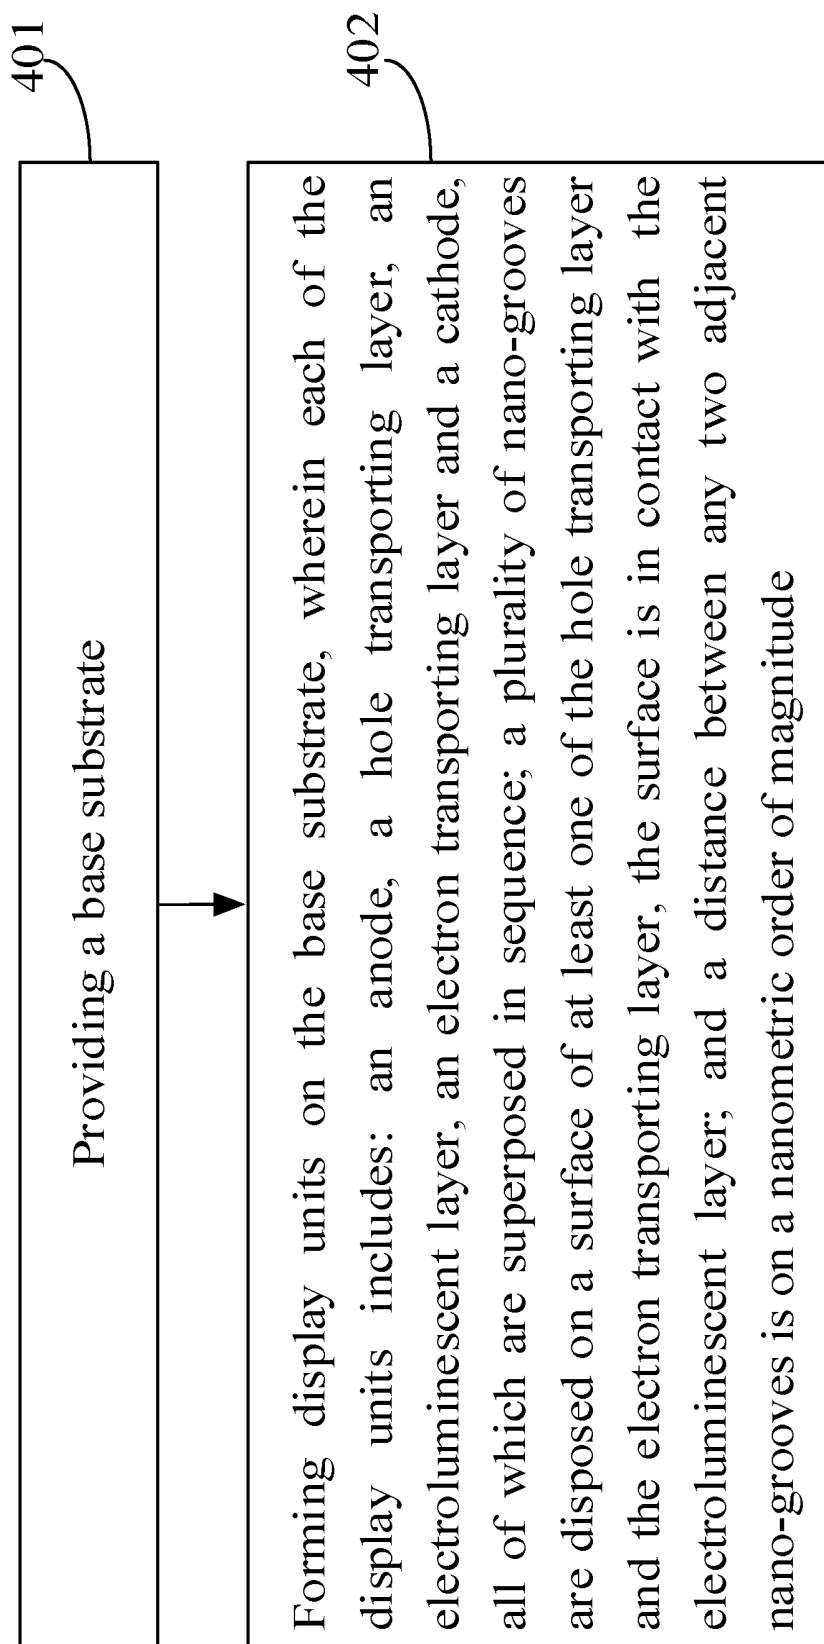 401
Providing a base substrate
402
Forming display units on the base substrate, wherein each of the
display units includes: an anode, a hole transporting layer, an
electroluminescent layer, an electron transporting layer and a cathode,
all of which are superposed in sequence; a plurality of nano-grooves
are disposed on a surface of at least one of the hole transporting layer
and the electron transporting layer, the surface is in contact with the
electroluminescent layer; and a distance between any two adjacent
nano-grooves is on a nanometric order of magnitude